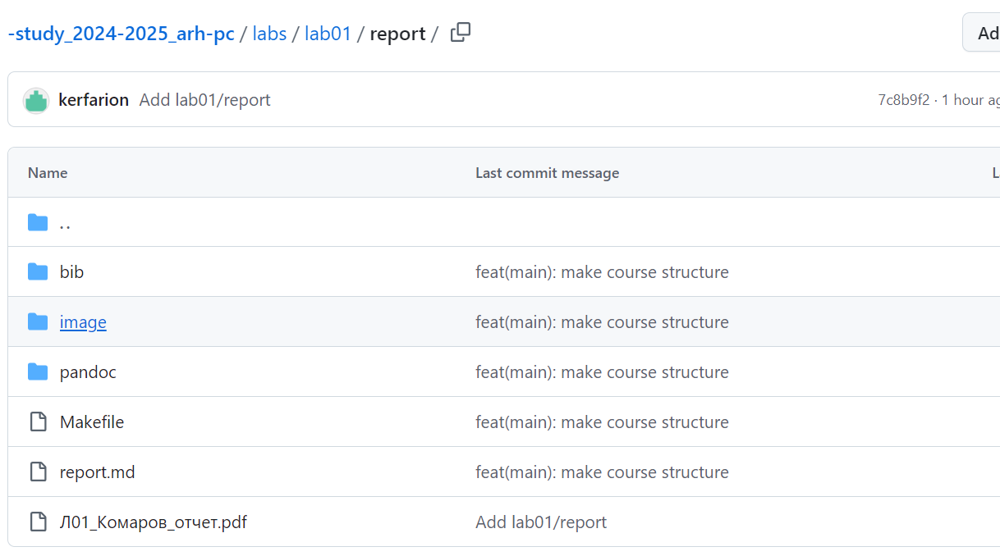 -study_2024-2025_arh-pc / labs / lab01 / report /
Ad
kerfarion Add lab01/report 7c8b9f2 · 1 hour ag
Name Last commit message L
..
bib feat(main): make course structure
image feat(main): make course structure
pandoc feat(main): make course structure
Makefile feat(main): make course structure
report.md feat(main): make course structure
Л01_Комаров_отчет.pdf Add lab01/report